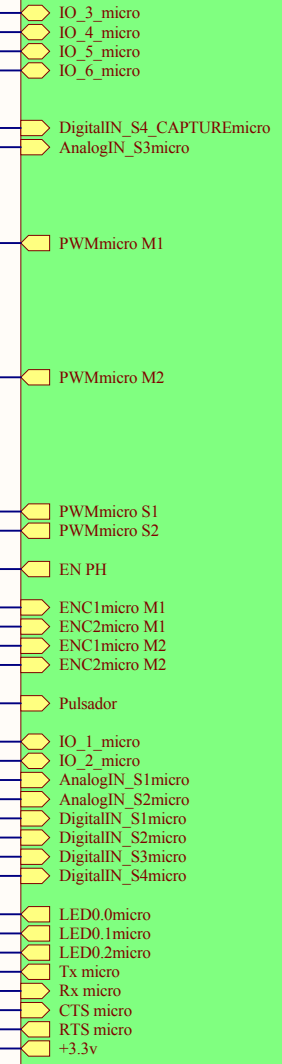 IO_3_micro
IO_4_micro
IO_5_micro
IO_6_micro
DigitalIN_S4_CAPTUREmicro
AnalogIN_S3micro
PWMmicro M1
PWMmicro M2
PWMmicro S1
PWMmicro S2
EN PH
ENC1micro M1
ENC2micro M1
ENC1micro M2
ENC2micro M2
Pulsador
IO_1_micro
IO_2_micro
AnalogIN_S1micro
AnalogIN_S2micro
DigitalIN_S1micro
DigitalIN_S2micro
DigitalIN_S3micro
DigitalIN_S4micro
LED0.0micro
LED0.1micro
LED0.2micro
Tx micro
Rx micro
CTS micro
RTS micro
+3.3v